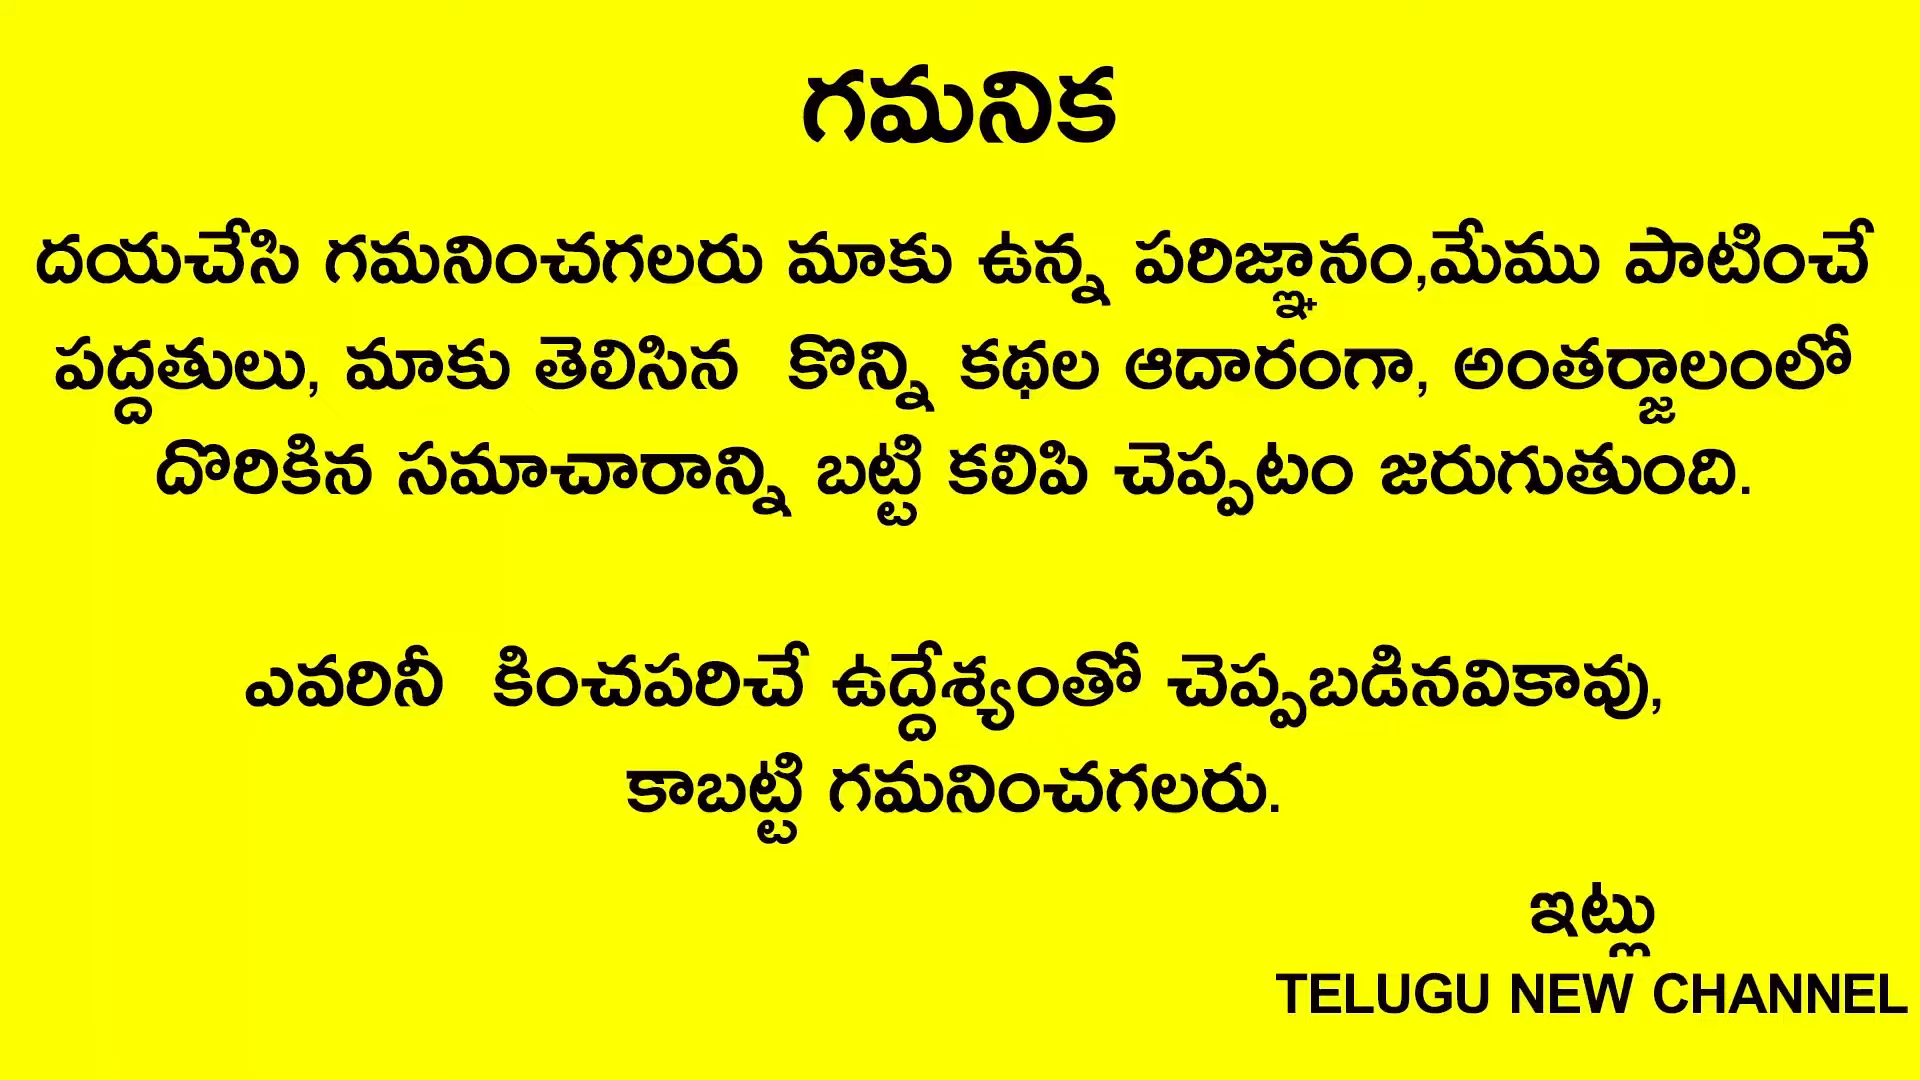 గమనిక
దయచేసి గమనించగలరు మాకు ఉన్న పరిజ్ఞానం,మేము పాటించే
పద్దతులు, మాకు తెలిసిన కొన్ని కథల ఆదారంగా, అంతర్జాలంలో
దొరికిన సమాచారాన్ని బట్టి కలిపి చెప్పటం జరుగుతుంది.
ఎవరినీ కించపరిచే ఉద్దేశ్యంతో చెప్పబడినవికావు,
కాబట్టి గమనించగలరు.
ఇట్లు
TELUGU NEW CHANNEL